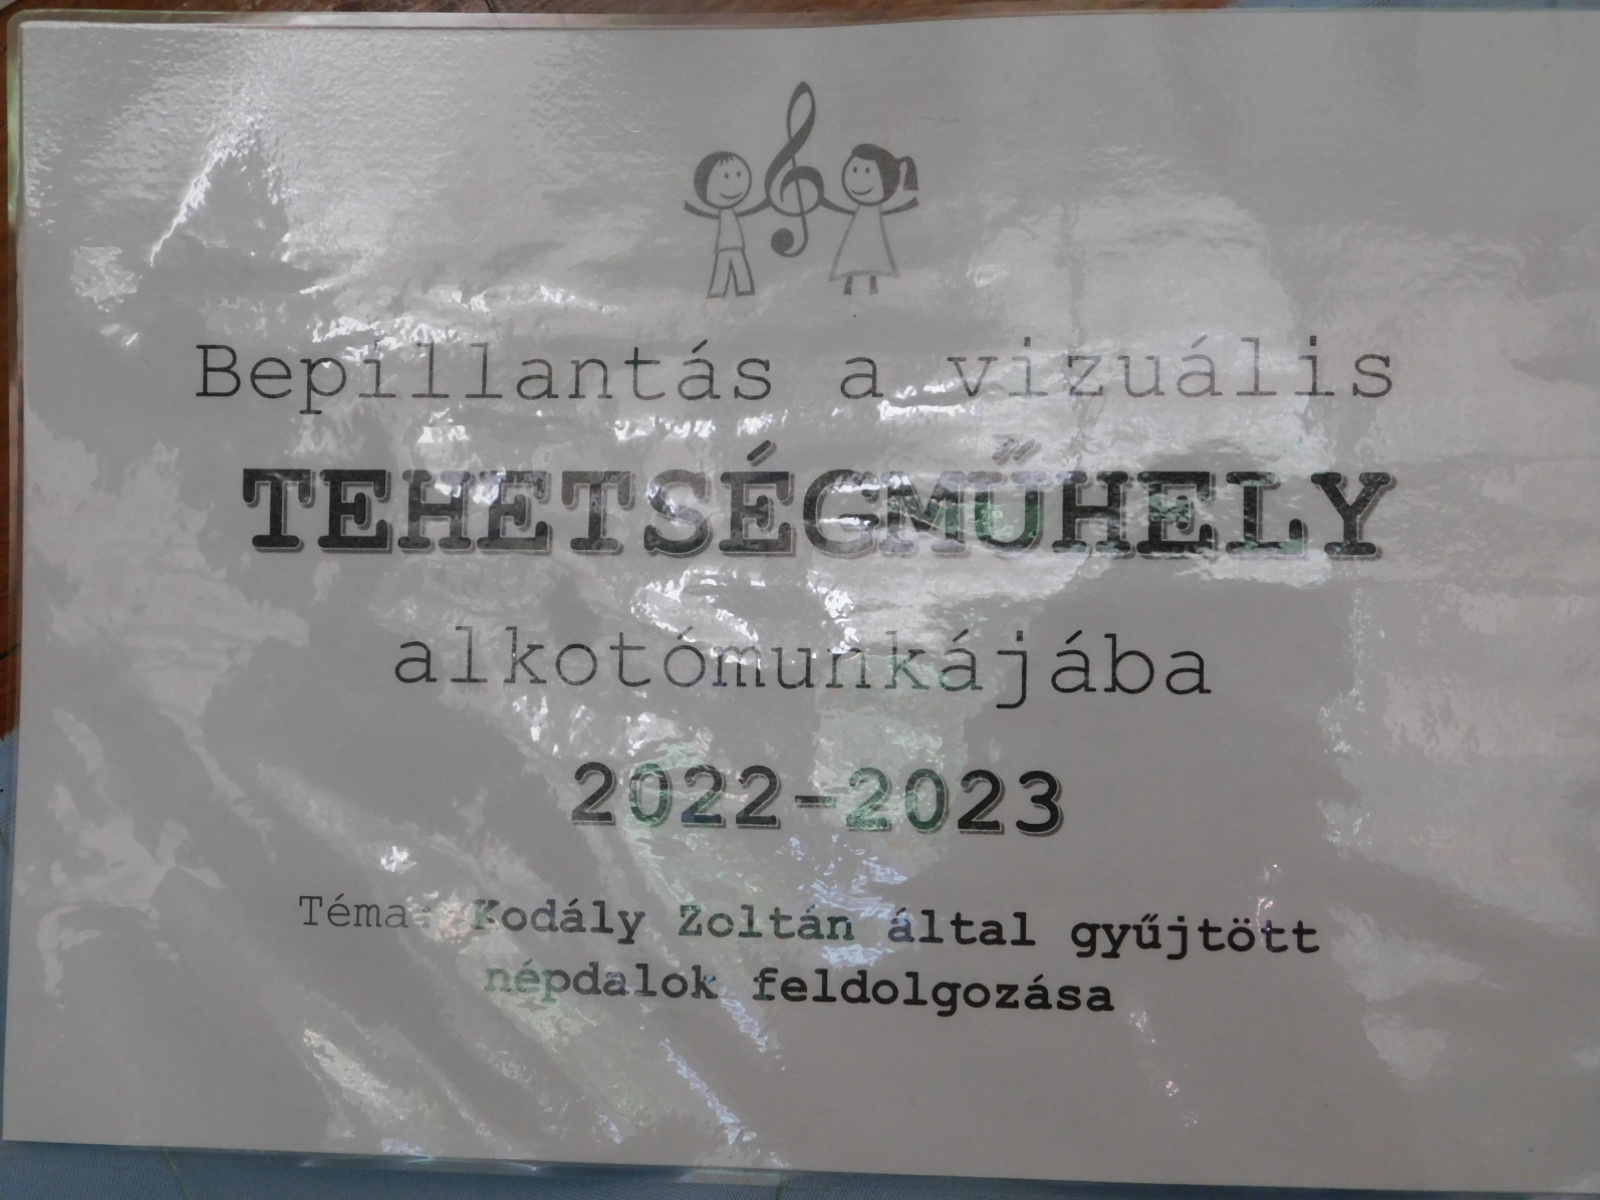 Bepillantás a vizuális
TEHETSÉGMŰHELY
alkotómunkájába
2022-2023
Téma: Kodály Zoltán által gyűjtött
népdalok feldolgozása